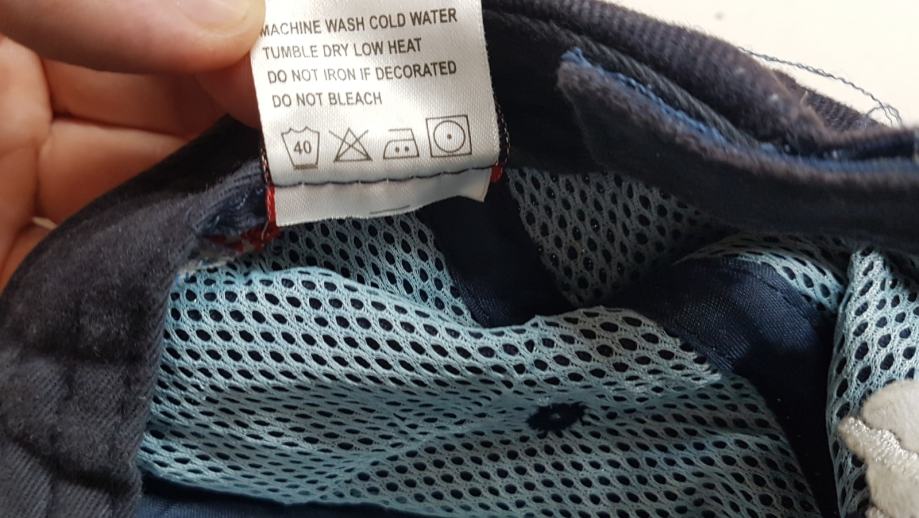 MACHINE WASH COLD WATER
TUMBLE DRY LOW HEAT
DO NOT IRON IF DECORATED
DO NOT BLEACH
40